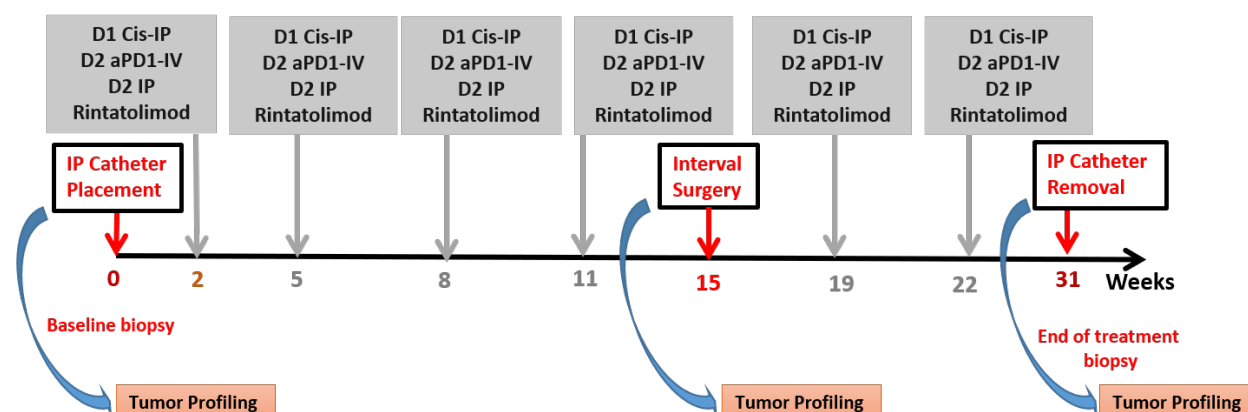 D1 Cis-IP
D2 aPD1-IV
D2 IP
Rintatolimod
D1 Cis-IP
D2 aPD1-IV
D2 IP
Rintatolimod
D1 Cis-IP
D2 aPD1-IV
D2 IP
Rintatolimod
D1 Cis-IP
D2 aPD1-IV
D2 IP
Rintatolimod
D1 Cis-IP
D2 aPD1-IV
D2 IP
Rintatolimod
D1 Cis-IP
D2 aPD1-IV
D2 IP
Rintatolimod
IP Catheter
Placement
Interval
Surgery
IP Catheter
Removal
0 2 5 8 11 15 19 22 31 Weeks
Baseline biopsy
End of treatment
biopsy
Tumor Profiling
Tumor Profiling
Tumor Profiling